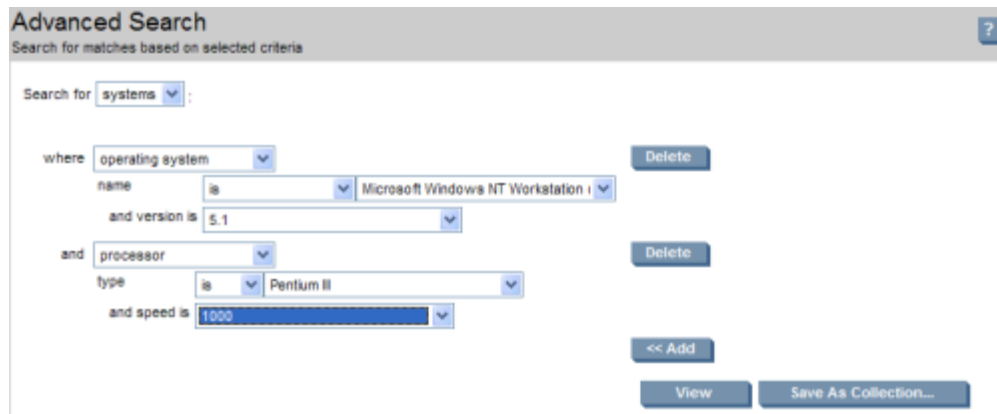 Advanced Search
Search for matches based on selected criteria
?
Search for systems :
where operating system Delete
name is Microsoft Windows NT Workstation
and version is 5.1
and processor Delete
type is Pentium III
and speed is 1000
<< Add
View Save As Collection...